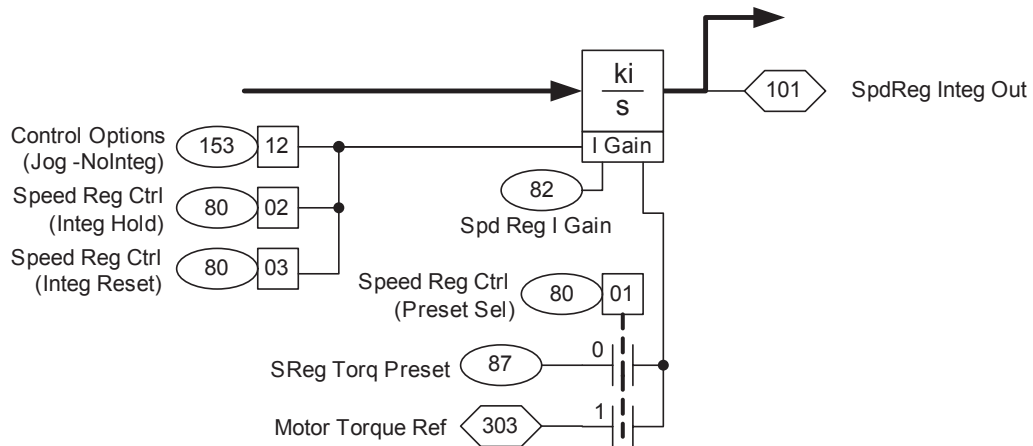 ki
s
I Gain
101
SpdReg Integ Out
Control Options
(Jog -NoInteg)
153
12
Speed Reg Ctrl
(Integ Hold)
80
02
Speed Reg Ctrl
(Integ Reset)
80
03
82
Spd Reg I Gain
Speed Reg Ctrl
(Preset Sel)
80
01
SReg Torq Preset
87
0
Motor Torque Ref
303
1